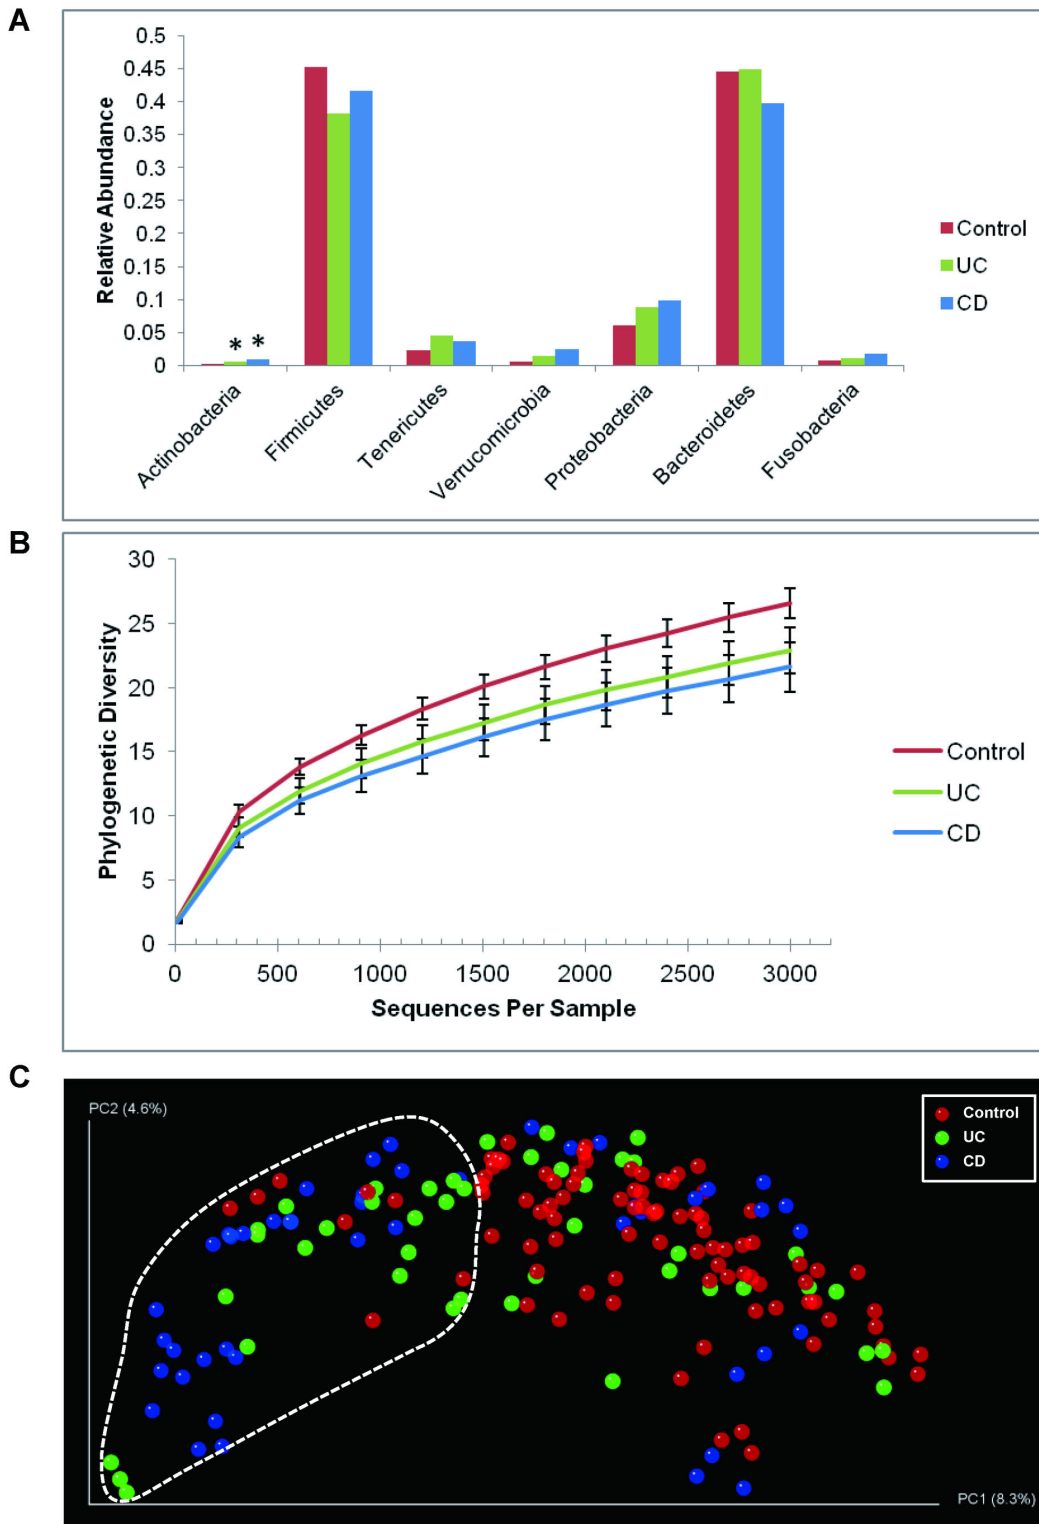 A
0.5
0.45
0.4
0.35
0.3
0.25
0.2
0.15
0.1
0.05
0
Relative Abundance
* *
Actinobacteria
Firmicutes
Tenericutes
Verrucomicrobia
Proteobacteria
Bacteroidetes
Fusobacteria
Control
UC
CD
B
30
25
20
15
10
5
0
Phylogenetic Diversity
0 500 1000 1500 2000 2500 3000
Sequences Per Sample
Control
UC
CD
C
PC2 (4.6%)
Control
UC
CD
PC1 (8.3%)